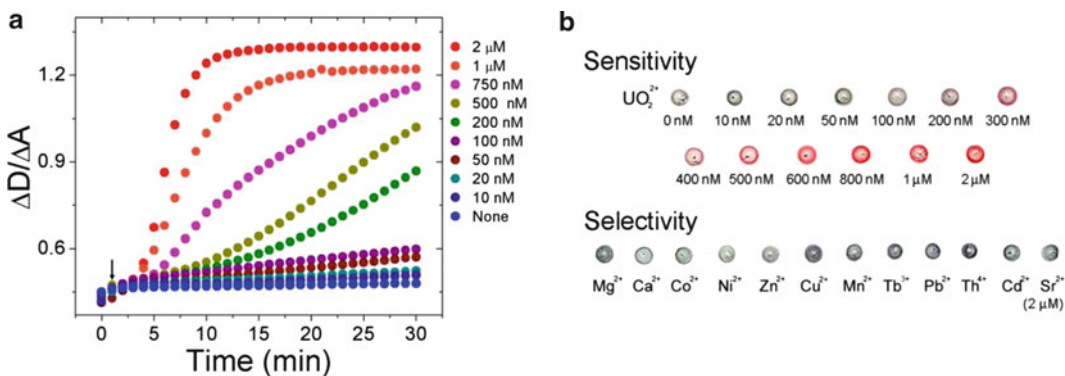 a
ΔD/ΔA
1.2
0.9
0.6
0 5 10 15 20 25 30
Time (min)
2 μM
1 μM
750 nM
500 nM
200 nM
100 nM
50 nM
20 nM
10 nM
None
b
Sensitivity
UO₂²⁺
0 nM 10 nM 20 nM 50 nM 100 nM 200 nM 300 nM
400 nM 500 nM 600 nM 800 nM 1 μM 2 μM
Selectivity
Mg²⁺ Ca²⁺ Co²⁺ Ni²⁺ Zn²⁺ Cu²⁺ Mn²⁺ Tb³⁺ Pb²⁺ Th⁴⁺ Cd²⁺ Sr²⁺
(2 μM)